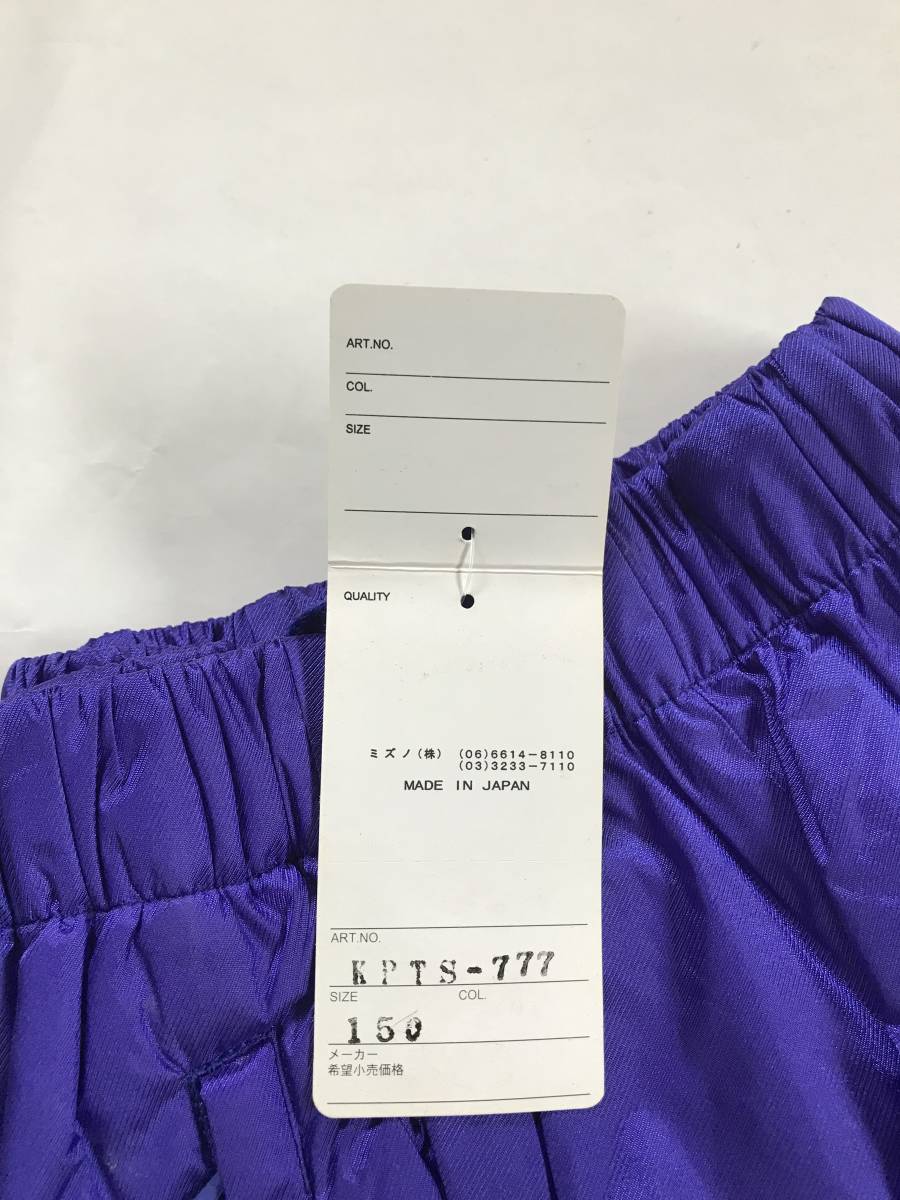 ART.NO.
COL.
SIZE
QUALITY
ミズノ(株) (06)6614-8110
(03)3233-7110
MADE IN JAPAN
ART.NO.
KPTS-777
SIZE COL.
150
メーカー
希望小売価格